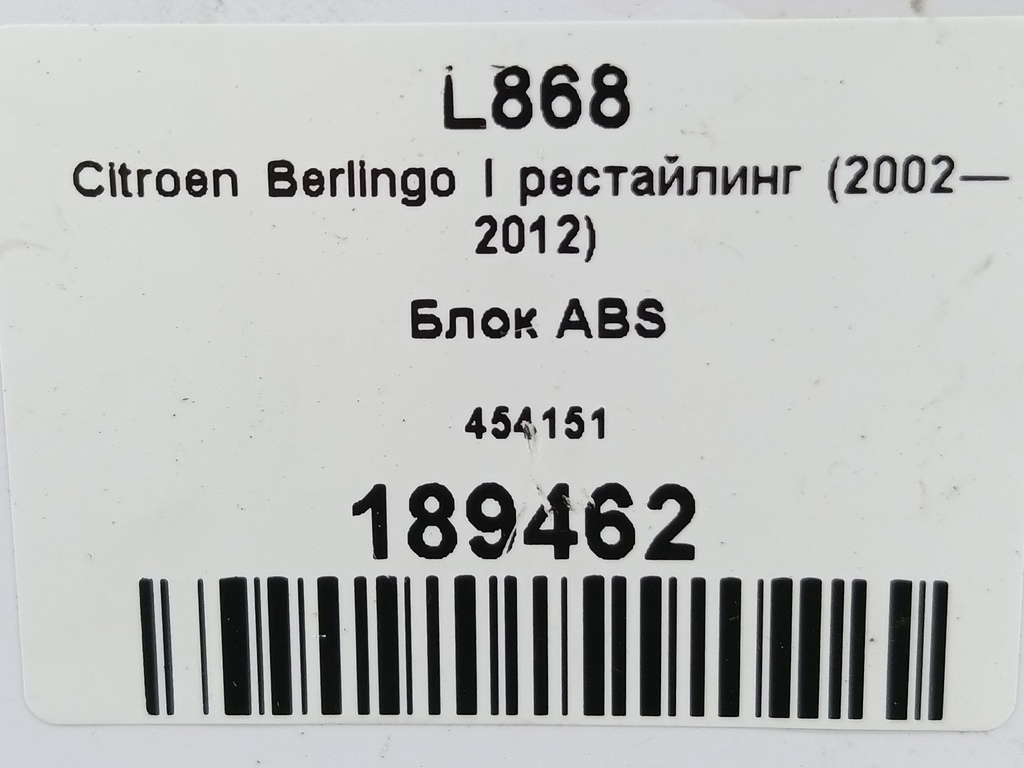 L868
Citroen Berlingo I рестайлинг (2002—
2012)
Блок ABS
454151
189462